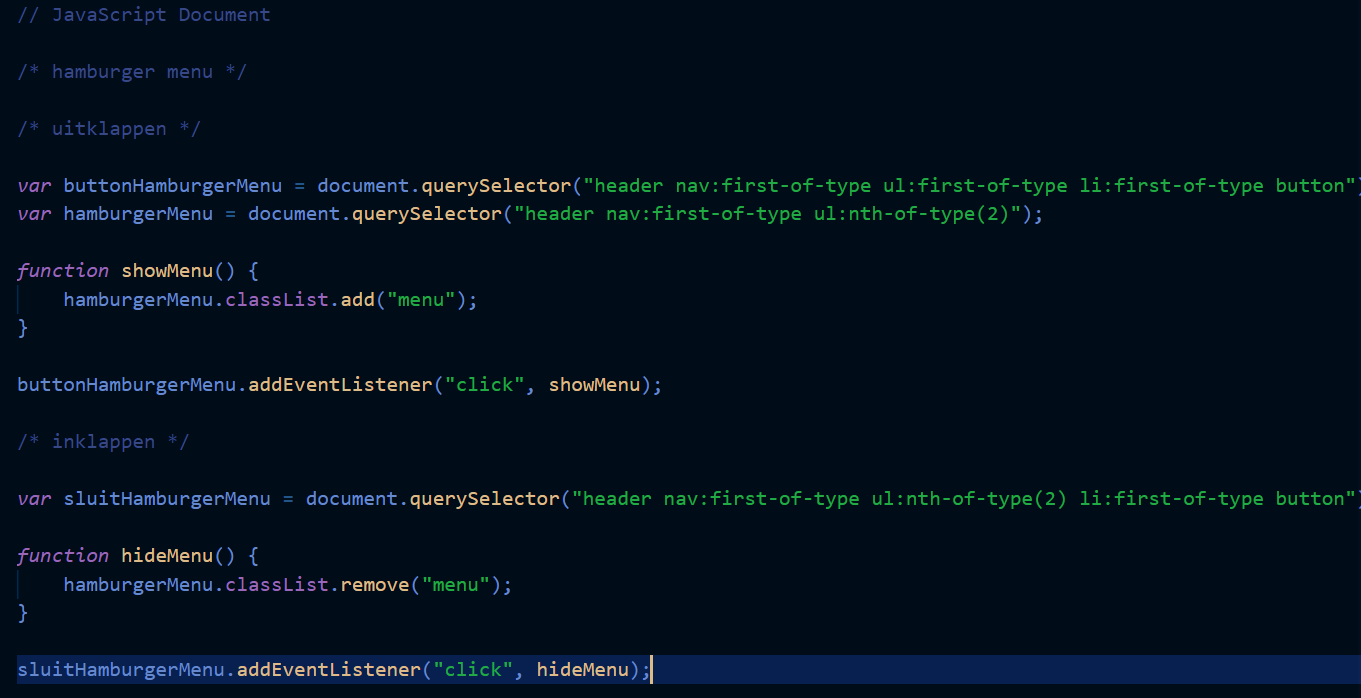 // JavaScript Document
/* hamburger menu */
/* uitklappen */
var buttonHamburgerMenu = document.querySelector("header nav:first-of-type ul:first-of-type li:first-of-type button")
var hamburgerMenu = document.querySelector("header nav:first-of-type ul:nth-of-type(2)");
function showMenu() {
    hamburgerMenu.classList.add("menu");
}
buttonHamburgerMenu.addEventListener("click", showMenu);
/* inklappen */
var sluitHamburgerMenu = document.querySelector("header nav:first-of-type ul:nth-of-type(2) li:first-of-type button")
function hideMenu() {
    hamburgerMenu.classList.remove("menu");
}
sluitHamburgerMenu.addEventListener("click", hideMenu);